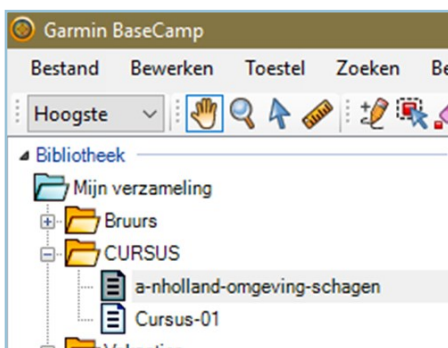 Garmin BaseCamp
Bestand Bewerken Toestel Zoeken
Hoogste
Bibliotheek
Mijn verzameling
Bruurs
CURSUS
a-nholland-omgeving-schagen
Cursus-01